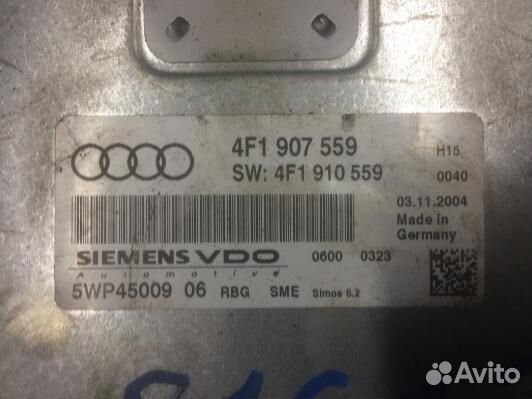 4F1 907 559 H15
SW: 4F1 910 559 0040
03.11.2004
Made in
Germany
SIEMENS VDO 0600 0323
Automotive
5WP45009 06 RBG SME Simos 6.2
Avito